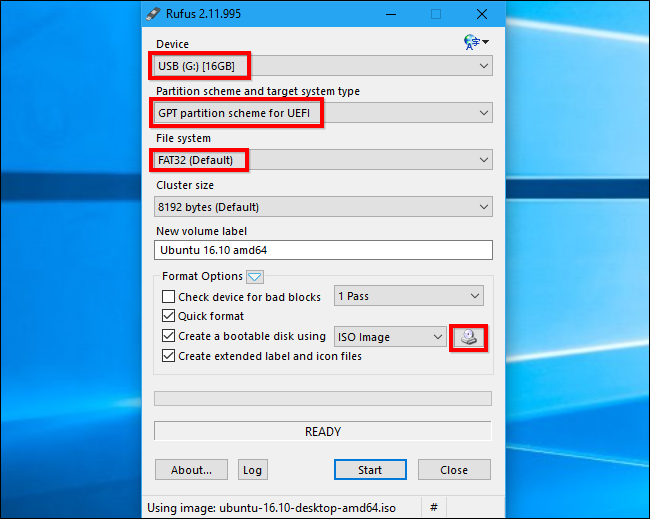 Rufus 2.11.995
Device
USB (G:) [16GB]
Partition scheme and target system type
GPT partition scheme for UEFI
File system
FAT32 (Default)
Cluster size
8192 bytes (Default)
New volume label
Ubuntu 16.10 amd64
Format Options
Check device for bad blocks 1 Pass
Quick format
Create a bootable disk using ISO Image
Create extended label and icon files
READY
About... Log Start Close
Using image: ubuntu-16.10-desktop-amd64.iso #